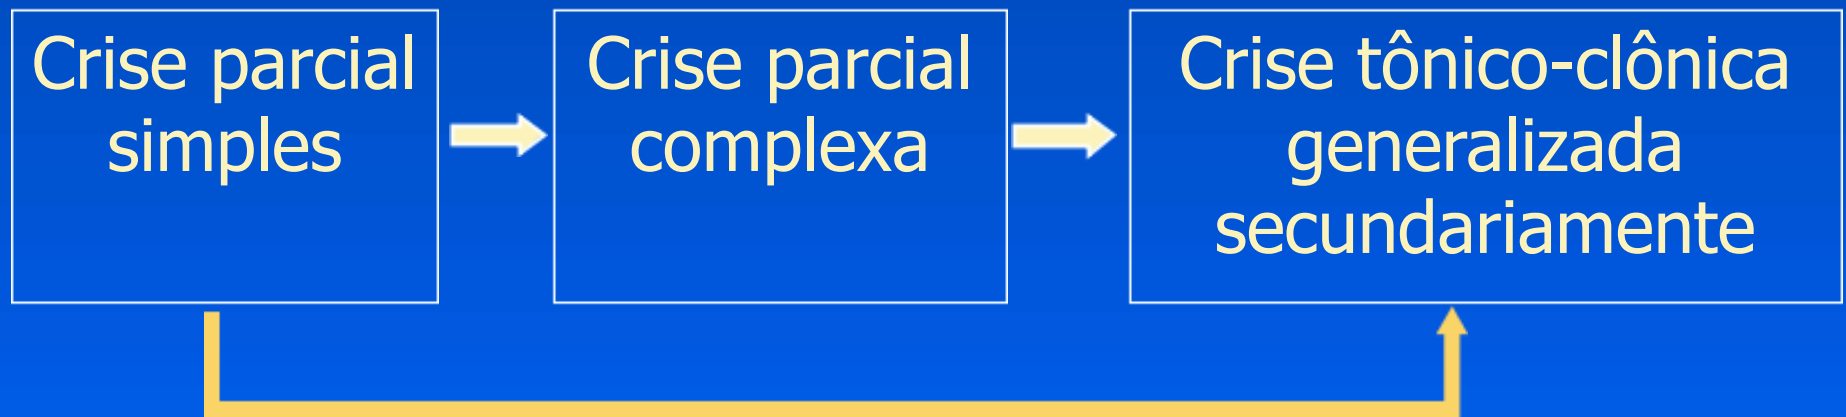 Crise parcial
simples
Crise parcial
complexa
Crise tônico-clônica
generalizada
secundariamente